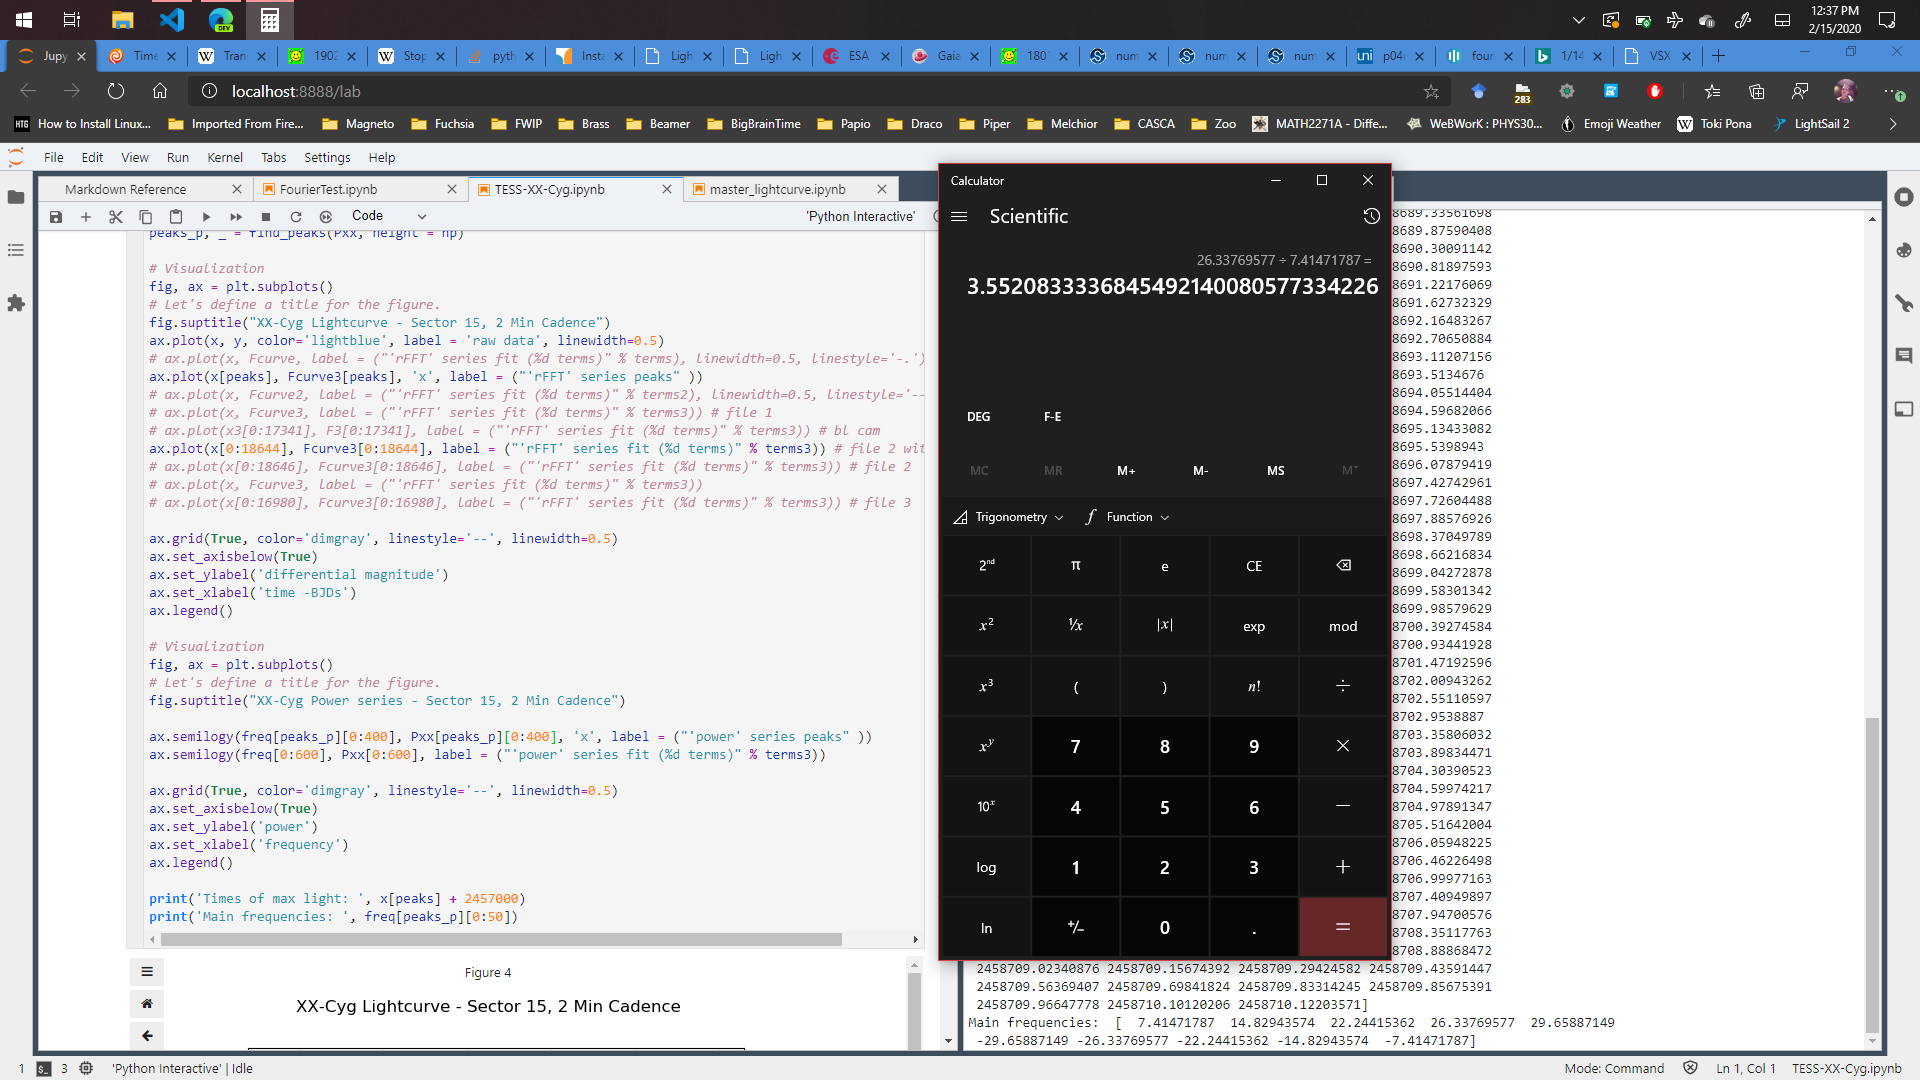 12:37 PM
2/15/2020
Jupy
Time
Tran
1902
Stop
pyth
Insta
Ligh
Ligh
ESA
Gaia
180
num
num
num
p04
four
1/14
VSX
localhost:8888/lab
283
How to Install Linux...
Imported From Fire...
Magneto
Fuchsia
FWIP
Brass
Beamer
BigBrainTime
Papio
Draco
Piper
Melchior
CASCA
Zoo
MATH2271A - Diffe...
WeBWorK : PHYS30...
Emoji Weather
Toki Pona
LightSail 2
File Edit View Run Kernel Tabs Settings Help
Markdown Reference
FourierTest.ipynb
TESS-XX-Cyg.ipynb
master_lightcurve.ipynb
Code
'Python Interactive'
peaks_p, _ = find_peaks(Pxx, height = hp)
# Visualization
fig, ax = plt.subplots()
# Let's define a title for the figure.
fig.suptitle("XX-Cyg Lightcurve - Sector 15, 2 Min Cadence")
ax.plot(x, y, color='lightblue', label = 'raw data', linewidth=0.5)
# ax.plot(x, Fcurve, label = ("'rFFT' series fit (%d terms)" % terms), linewidth=0.5, linestyle='-.')
ax.plot(x[peaks], Fcurve3[peaks], 'x', label = ("'rFFT' series peaks" ))
# ax.plot(x, Fcurve2, label = ("'rFFT' series fit (%d terms)" % terms2), linewidth=0.5, linestyle='--
# ax.plot(x, Fcurve3, label = ("'rFFT' series fit (%d terms)" % terms3)) # file 1
# ax.plot(x3[0:17341], F3[0:17341], label = ("'rFFT' series fit (%d terms)" % terms3)) # bl cam
ax.plot(x[0:18644], Fcurve3[0:18644], label = ("'rFFT' series fit (%d terms)" % terms3)) # file 2 wit
# ax.plot(x[0:18646], Fcurve3[0:18646], label = ("'rFFT' series fit (%d terms)" % terms3)) # file 2
# ax.plot(x, Fcurve3, label = ("'rFFT' series fit (%d terms)" % terms3))
# ax.plot(x[0:16980], Fcurve3[0:16980], label = ("'rFFT' series fit (%d terms)" % terms3)) # file 3
ax.grid(True, color='dimgray', linestyle='--', linewidth=0.5)
ax.set_axisbelow(True)
ax.set_ylabel('differential magnitude')
ax.set_xlabel('time -BJDs')
ax.legend()
# Visualization
fig, ax = plt.subplots()
# Let's define a title for the figure.
fig.suptitle("XX-Cyg Power series - Sector 15, 2 Min Cadence")
ax.semilogy(freq[peaks_p][0:400], Pxx[peaks_p][0:400], 'x', label = ("'power' series peaks" ))
ax.semilogy(freq[0:600], Pxx[0:600], label = ("'power' series fit (%d terms)" % terms3))
ax.grid(True, color='dimgray', linestyle='--', linewidth=0.5)
ax.set_axisbelow(True)
ax.set_ylabel('power')
ax.set_xlabel('frequency')
ax.legend()
print('Times of max light: ', x[peaks] + 2457000)
print('Main frequencies: ', freq[peaks_p][0:50])
Figure 4
XX-Cyg Lightcurve - Sector 15, 2 Min Cadence
Calculator
Scientific
26.33769577 ÷ 7.41471787 =
3.5520833336845492140080577334226
DEG F-E
MC MR M+ M- MS M˅
Trigonometry Function
2nd π e CE
x2 1/x |x| exp mod
x3 ( ) n! ÷
xy 7 8 9 ×
10x 4 5 6 −
log 1 2 3 +
ln +/− 0 . =
8689.33561698
8689.87590408
8690.30091142
8690.81897593
8691.22176069
8691.62732329
8692.16483267
8692.70650884
8693.11207156
8693.5134676
8694.05514404
8694.59682066
8695.13433082
8695.5398943
8696.07879419
8697.42742961
8697.72604488
8697.88576926
8698.37049789
8698.66216834
8699.04272878
8699.58301342
8699.98579629
8700.39274584
8700.93441928
8701.47192596
8702.00943262
8702.55110597
8702.9538887
8703.35806032
8703.89834471
8704.30390523
8704.59974217
8704.97891347
8705.51642004
8706.05948225
8706.46226498
8706.99977163
8707.40949897
8707.94700576
8708.35117763
8708.88868472
2458709.02340876 2458709.15674392 2458709.29424582 2458709.43591447
2458709.56369407 2458709.69841824 2458709.83314245 2458709.85675391
2458709.96647778 2458710.10120206 2458710.12203571]
Main frequencies: [ 7.41471787 14.82943574 22.24415362 26.33769577 29.65887149
-29.65887149 -26.33769577 -22.24415362 -14.82943574 -7.41471787]
1 3 'Python Interactive' | Idle
Mode: Command Ln 1, Col 1 TESS-XX-Cyg.ipynb